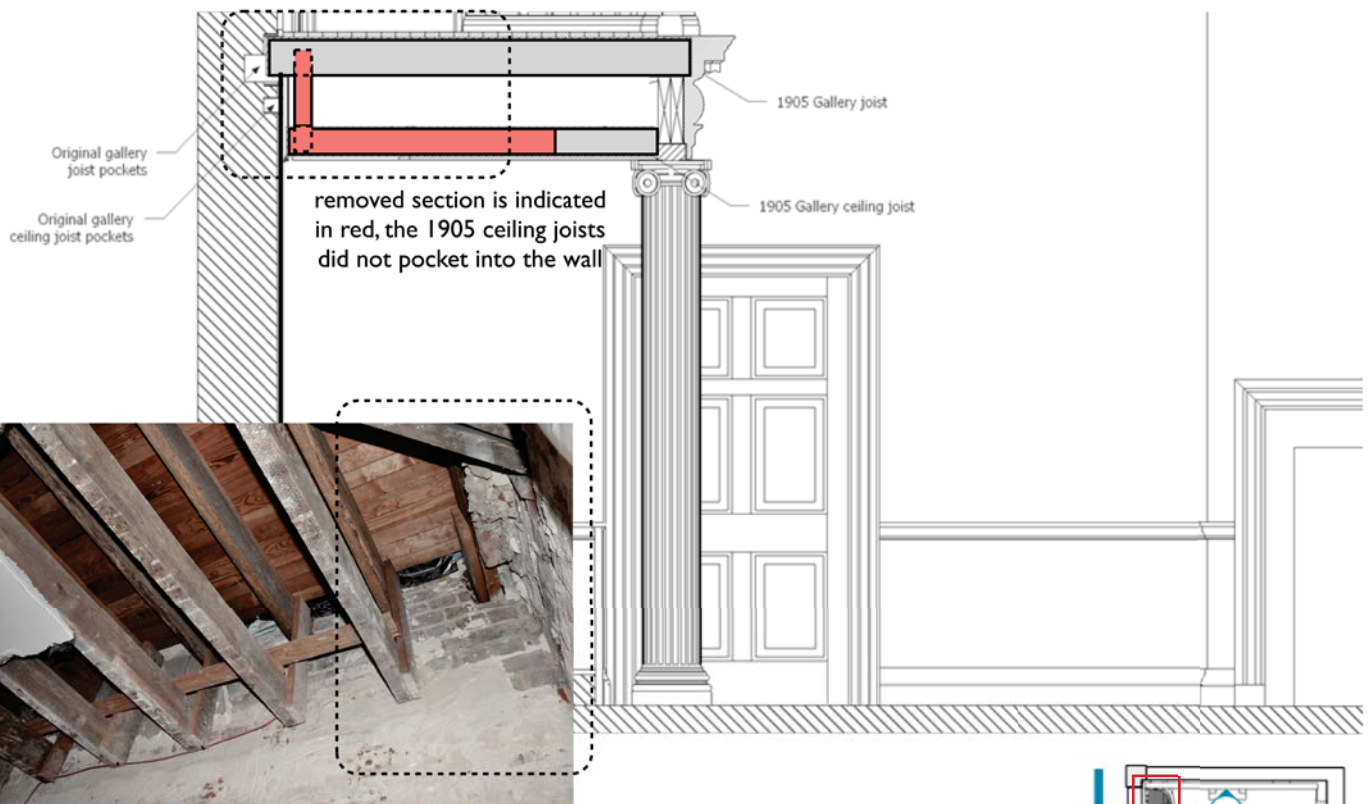 1905 Gallery joist
Original gallery
joist pockets
Original gallery
ceiling joist pockets
removed section is indicated
in red, the 1905 ceiling joists
did not pocket into the wall
1905 Gallery ceiling joist